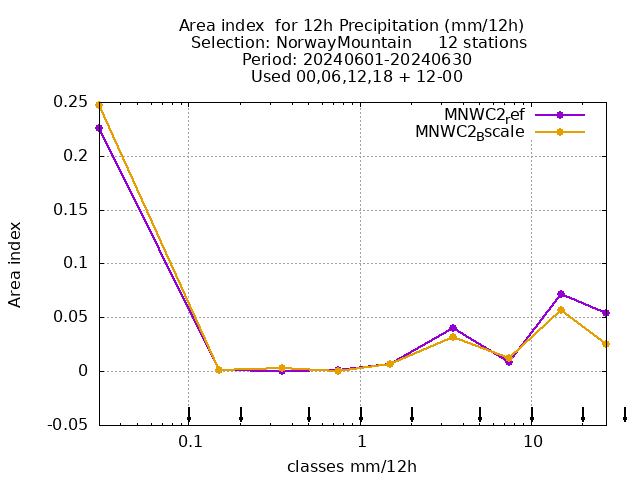 Area index  for 12h Precipitation (mm/12h)
Selection: NorwayMountain     12 stations
Period: 20240601-20240630
Used 00,06,12,18 + 12-00
MNWC2ref
MNWC2Bscale
0.25
0.2
0.15
0.1
0.05
0
-0.05
Area index
0.1
1
10
classes mm/12h